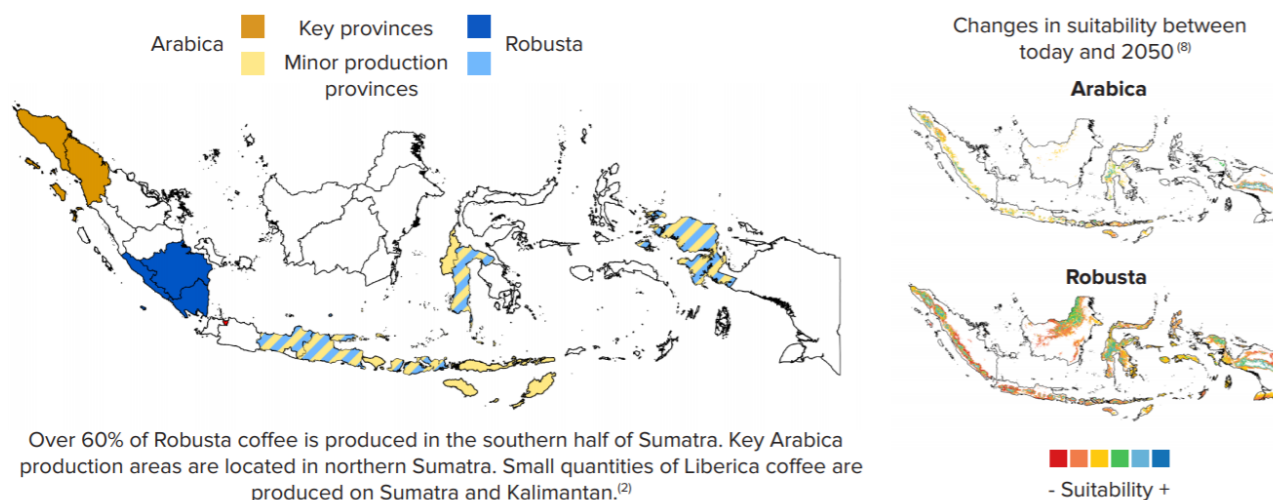 Arabica
Key provinces
Robusta
Minor production
provinces
Over 60% of Robusta coffee is produced in the southern half of Sumatra. Key Arabica
production areas are located in northern Sumatra. Small quantities of Liberica coffee are
produced on Sumatra and Kalimantan.(2)
Changes in suitability between
today and 2050 (8)
Arabica
Robusta
- Suitability +